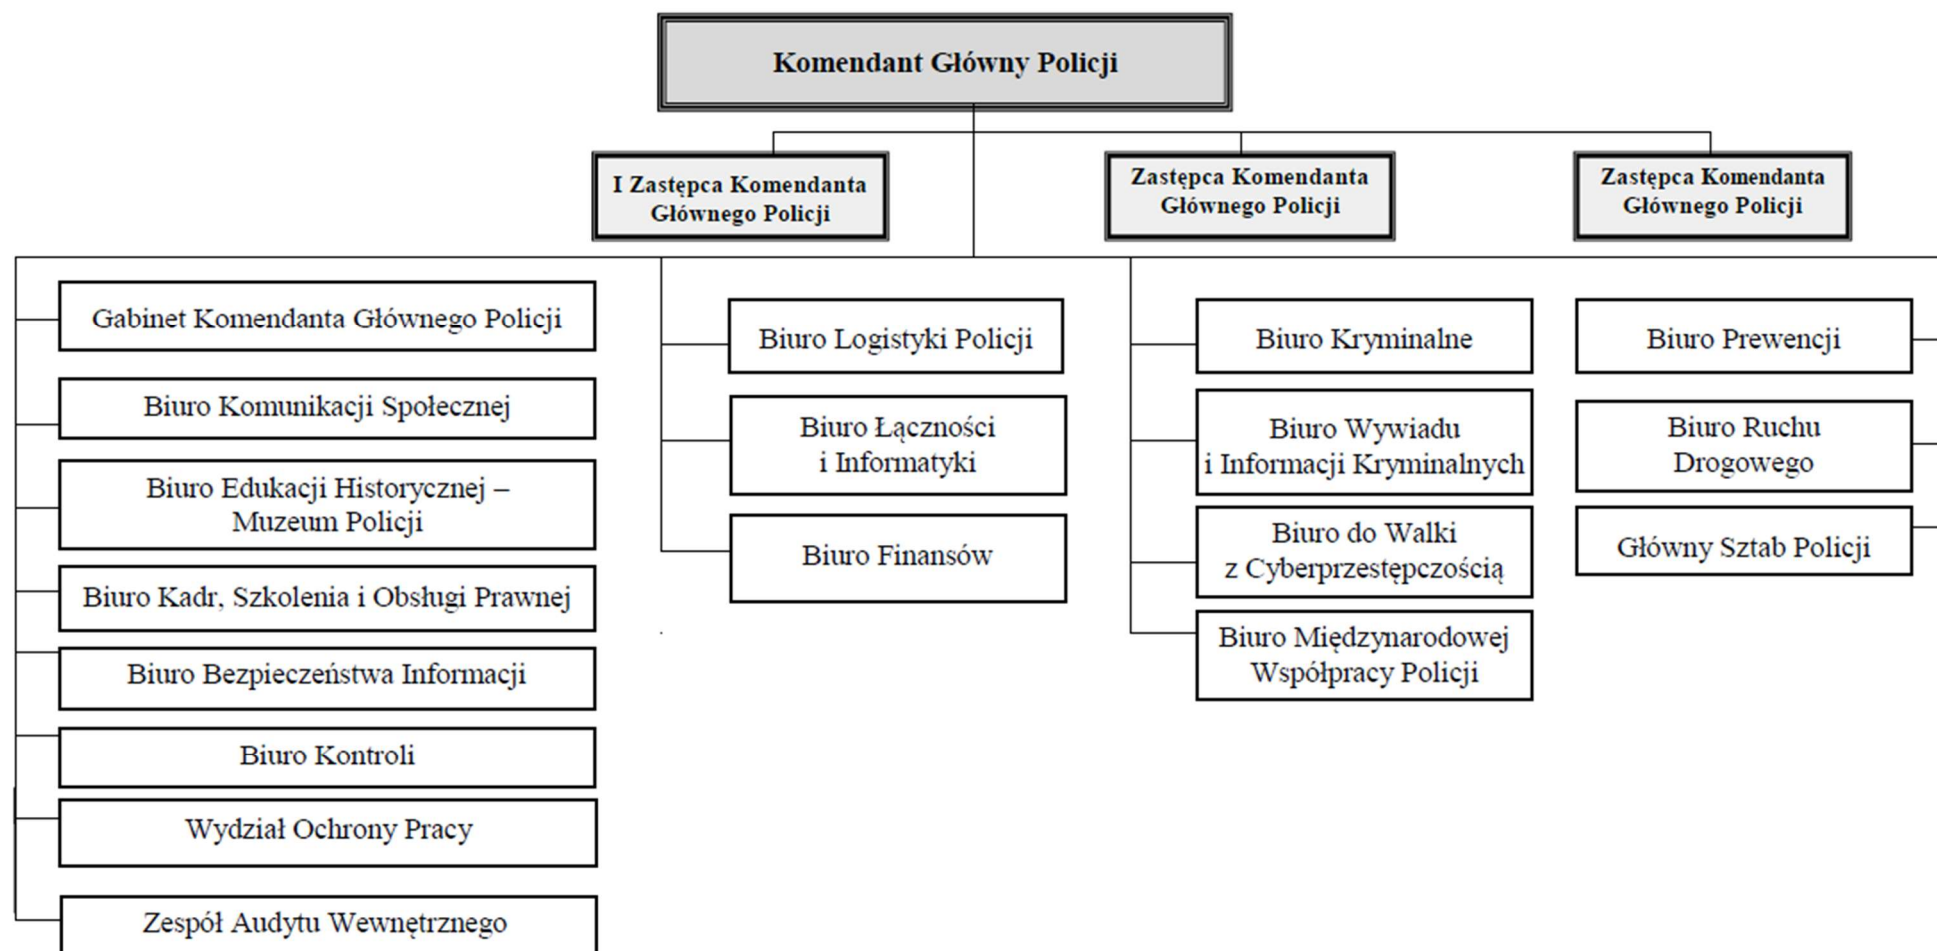 Komendant Główny Policji
I Zastępca Komendanta
Głównego Policji
Zastępca Komendanta
Głównego Policji
Zastępca Komendanta
Głównego Policji
Gabinet Komendanta Głównego Policji
Biuro Komunikacji Społecznej
Biuro Edukacji Historycznej –
Muzeum Policji
Biuro Kadr, Szkolenia i Obsługi Prawnej
Biuro Bezpieczeństwa Informacji
Biuro Kontroli
Wydział Ochrony Pracy
Zespół Audytu Wewnętrznego
Biuro Logistyki Policji
Biuro Łączności
i Informatyki
Biuro Finansów
Biuro Kryminalne
Biuro Wywiadu
i Informacji Kryminalnych
Biuro do Walki
z Cyberprzestępczością
Biuro Międzynarodowej
Współpracy Policji
Biuro Prewencji
Biuro Ruchu
Drogowego
Główny Sztab Policji